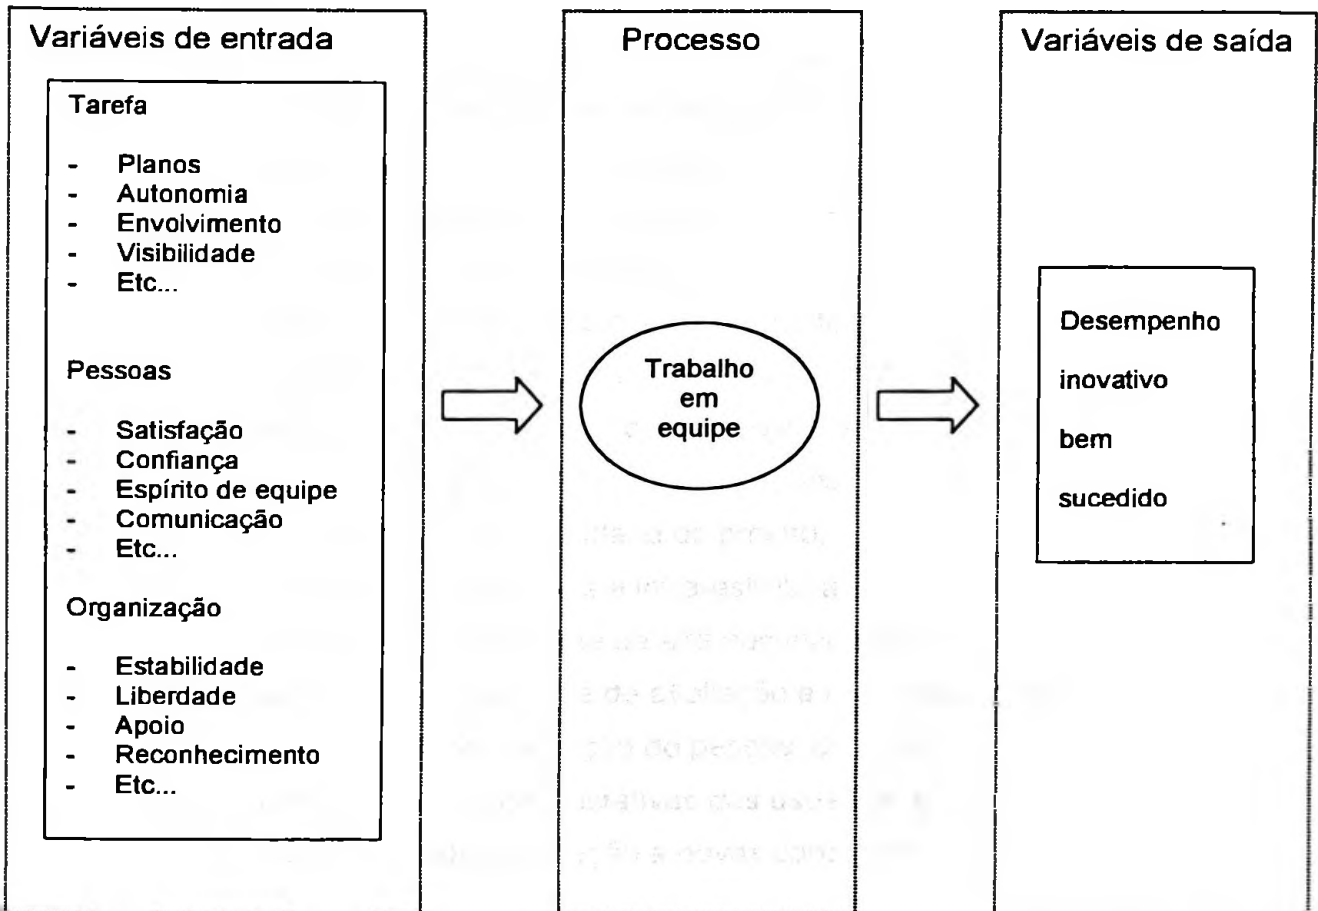 Variáveis de entrada
Tarefa
- Planos
- Autonomia
- Envolvimento
- Visibilidade
- Etc...
Pessoas
- Satisfação
- Confiança
- Espírito de equipe
- Comunicação
- Etc...
Organização
- Estabilidade
- Liberdade
- Apoio
- Reconhecimento
- Etc...
Processo
Trabalho
em
equipe
Variáveis de saída
Desempenho
inovativo
bem
sucedido